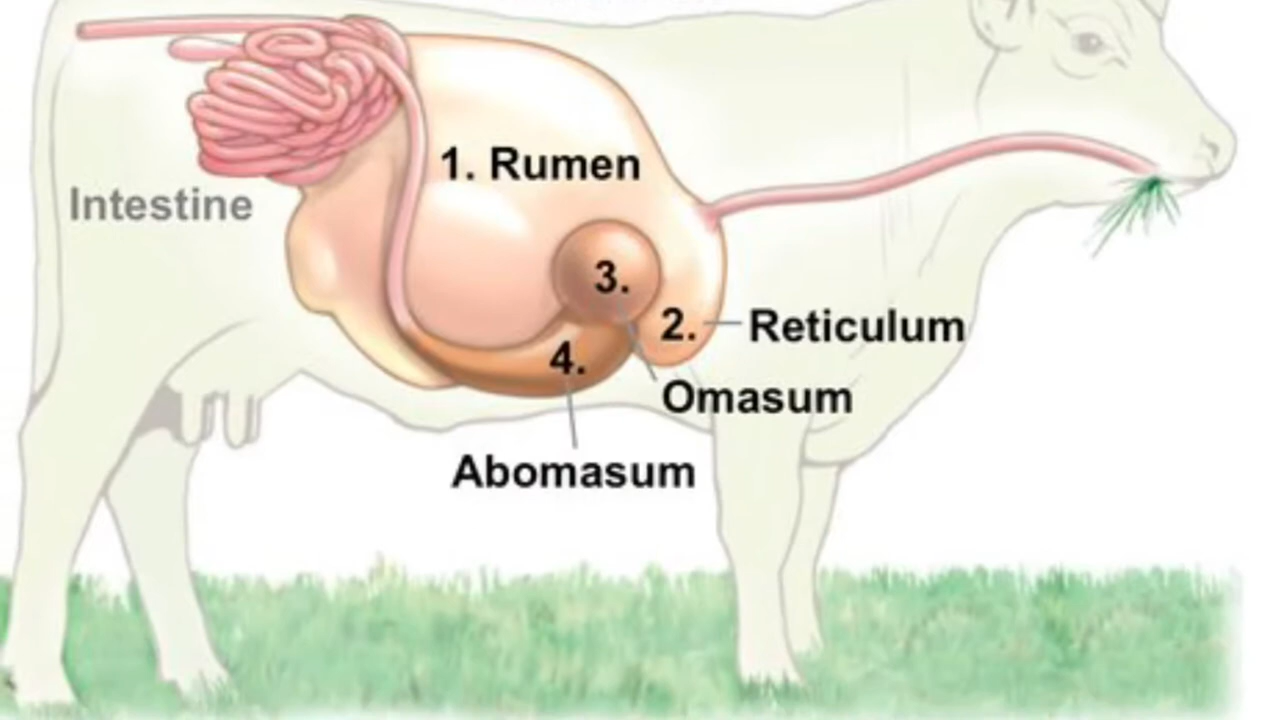 1. Rumen
Intestine
3.
2.
Reticulum
4.
Omasum
Abomasum